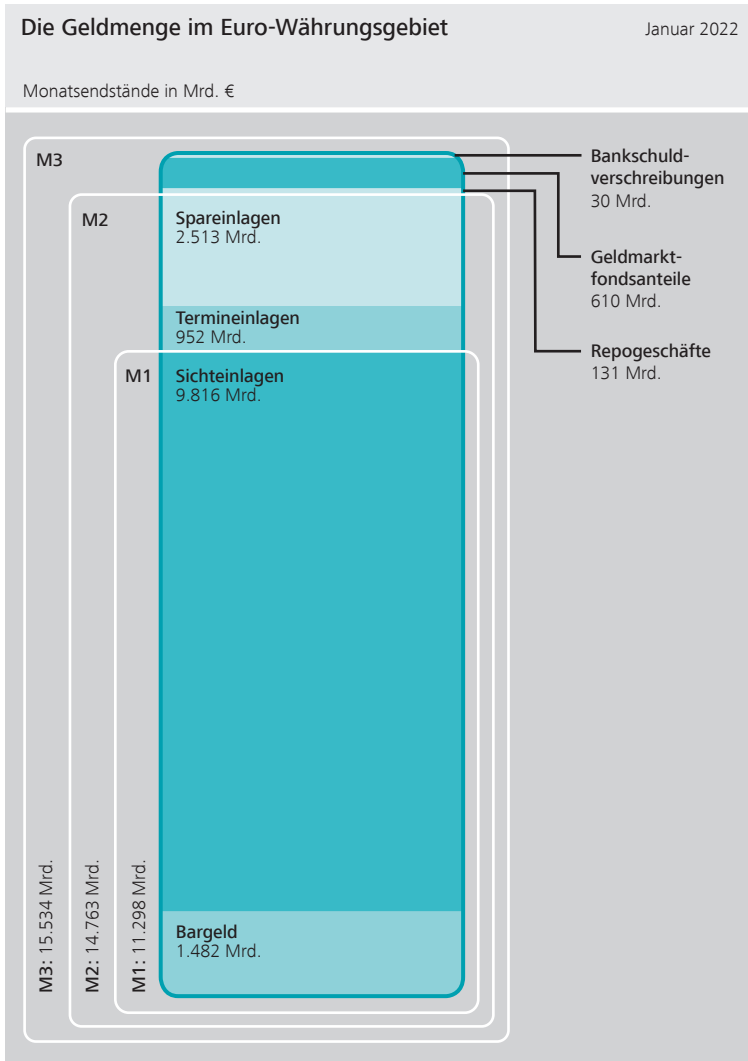 Die Geldmenge im Euro-Währungsgebiet
Januar 2022
Monatsendstände in Mrd. €
M3
M2
Spareinlagen
2.513 Mrd.
Termineinlagen
952 Mrd.
M1
Sichteinlagen
9.816 Mrd.
Bargeld
1.482 Mrd.
M3: 15.534 Mrd.
M2: 14.763 Mrd.
M1: 11.298 Mrd.
Bankschuld-
verschreibungen
30 Mrd.
Geldmarkt-
fondsanteile
610 Mrd.
Repogeschäfte
131 Mrd.